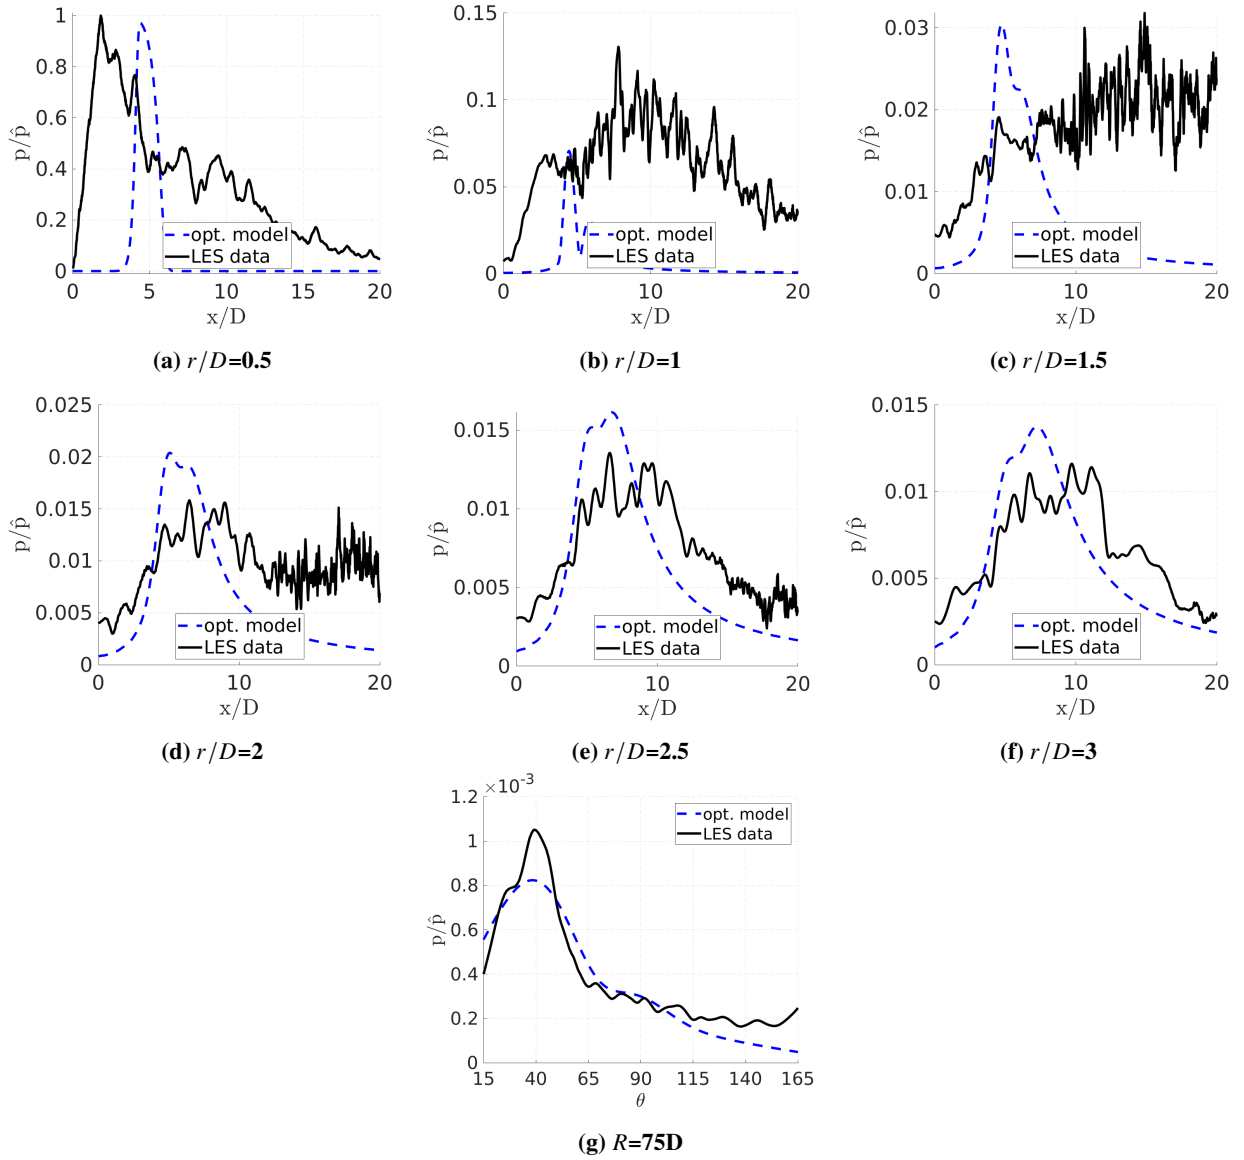 1
0.8
0.6
0.4
0.2
0
p/p̂
0 5 10 15 20
x/D
opt. model
LES data
(a) r/D=0.5
0.15
0.1
0.05
0
p/p̂
0 10 20
x/D
opt. model
LES data
(b) r/D=1
0.03
0.02
0.01
0
p/p̂
0 10 20
x/D
opt. model
LES data
(c) r/D=1.5
0.025
0.02
0.015
0.01
0.005
0
p/p̂
0 10 20
x/D
opt. model
LES data
(d) r/D=2
0.015
0.01
0.005
0
p/p̂
0 10 20
x/D
opt. model
LES data
(e) r/D=2.5
0.015
0.01
0.005
0
p/p̂
0 10 20
x/D
opt. model
LES data
(f) r/D=3
×10⁻³
1.2
1
0.8
0.6
0.4
0.2
0
p/p̂
15 40 65 90 115 140 165
θ
opt. model
LES data
(g) R=75D